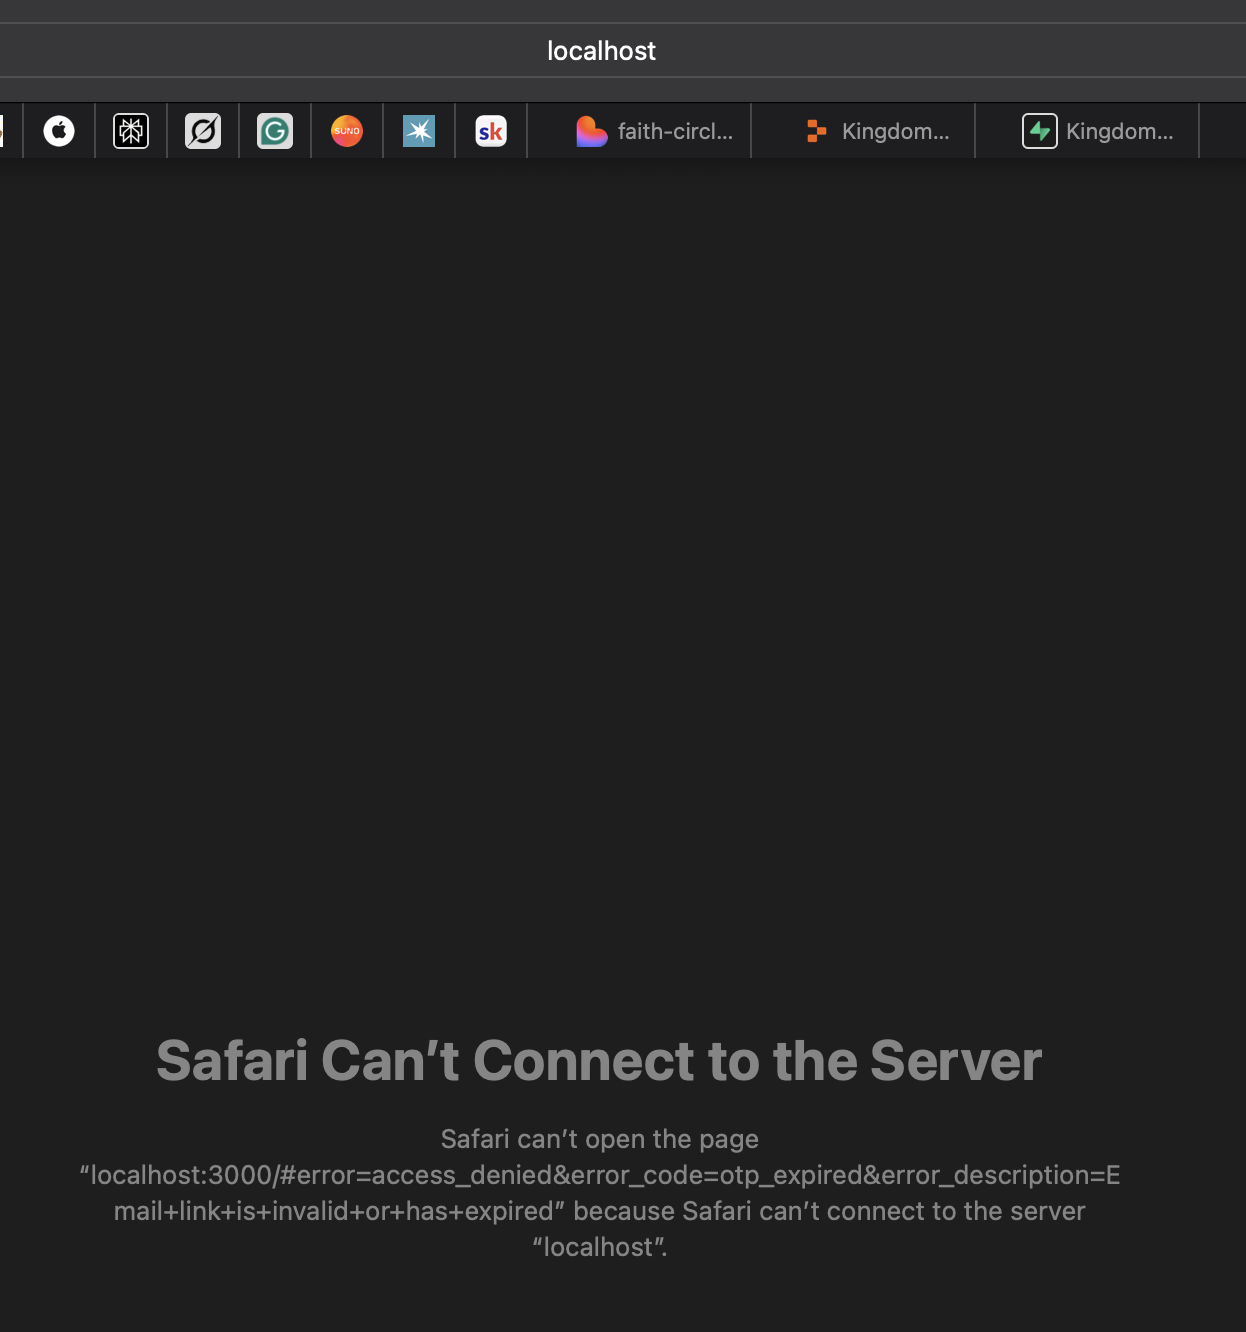 localhost
SUNO
sk
faith-circl...
Kingdom...
Kingdom...
Safari Can’t Connect to the Server
Safari can’t open the page
“localhost:3000/#error=access_denied&error_code=otp_expired&error_description=E
mail+link+is+invalid+or+has+expired” because Safari can’t connect to the server
“localhost”.